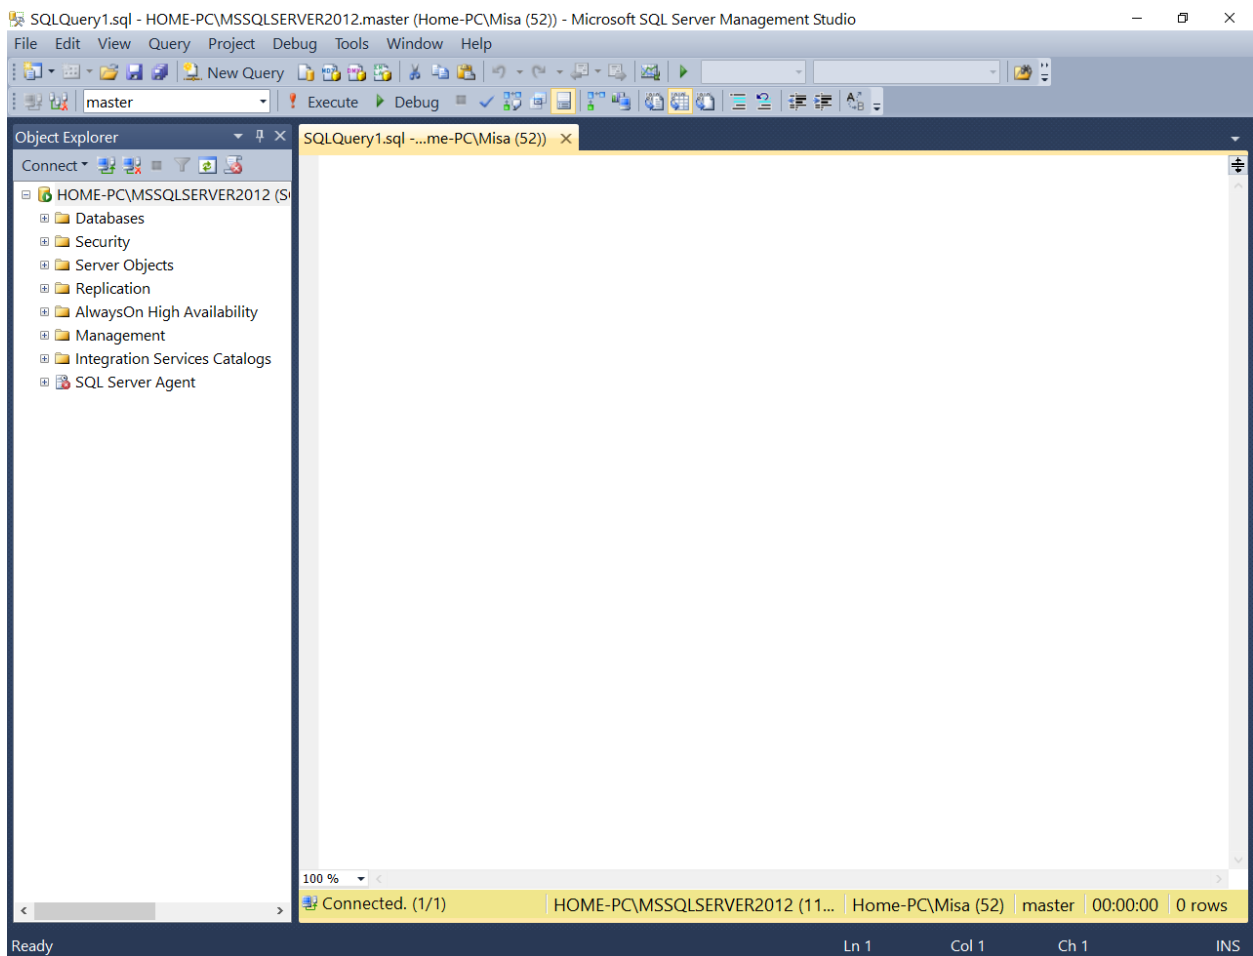 SQLQuery1.sql - HOME-PC\MSSQLSERVER2012.master (Home-PC\Misa (52)) - Microsoft SQL Server Management Studio
File Edit View Query Project Debug Tools Window Help
New Query
master Execute Debug
Object Explorer
SQLQuery1.sql -...me-PC\Misa (52))
Connect
HOME-PC\MSSQLSERVER2012 (S
Databases
Security
Server Objects
Replication
AlwaysOn High Availability
Management
Integration Services Catalogs
SQL Server Agent
100 %
Connected. (1/1) HOME-PC\MSSQLSERVER2012 (11... Home-PC\Misa (52) master 00:00:00 0 rows
Ready Ln 1 Col 1 Ch 1 INS